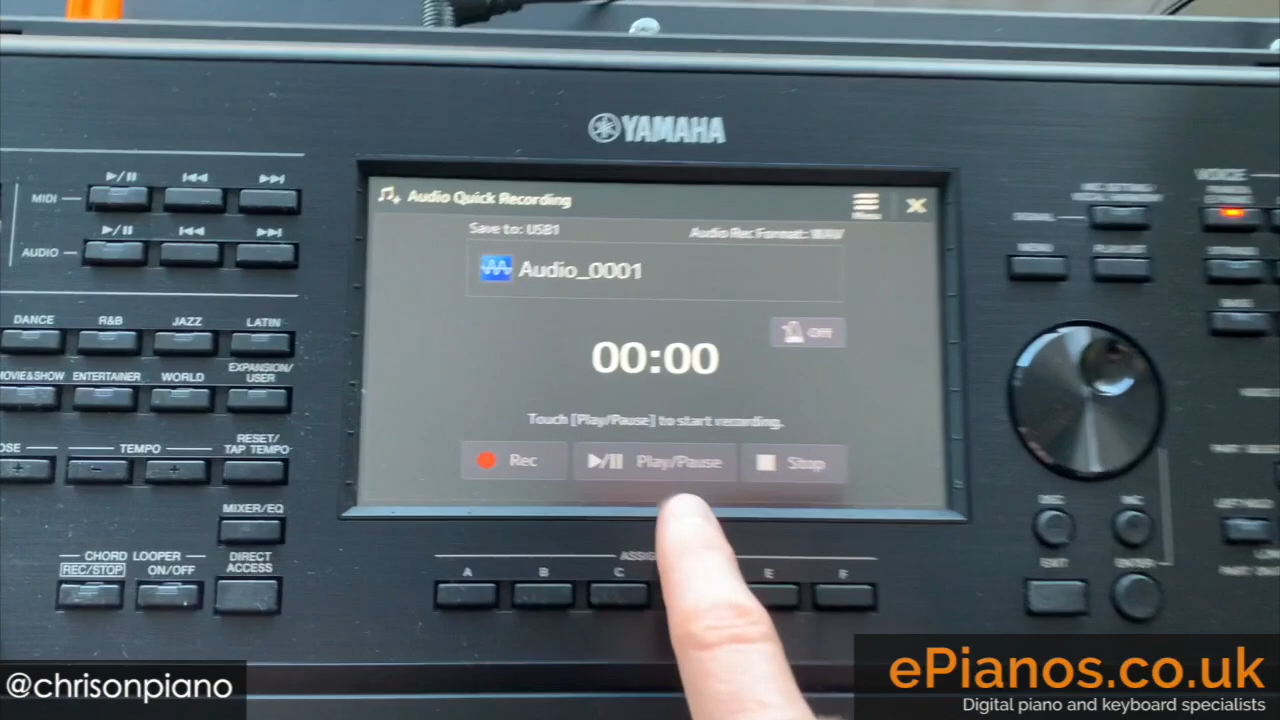 YAMAHA
Audio Quick Recording
Menu
X
Save to: USB1
Audio Rec Format: WAV
Audio_0001
Off
00:00
Touch [Play/Pause] to start recording.
Rec
Play/Pause
Stop
MIDI
AUDIO
DANCE
R&B
JAZZ
LATIN
MOVIE&SHOW
ENTERTAINER
WORLD
EXPANSION/
USER
TEMPO
RESET/
TAP TEMPO
MIXER/EQ
CHORD LOOPER
REC/STOP
ON/OFF
DIRECT
ACCESS
A
B
C
E
F
VOICE
MENU
PLAYLIST
EXIT
ENTER
@chrisonpiano
ePianos.co.uk
Digital piano and keyboard specialists